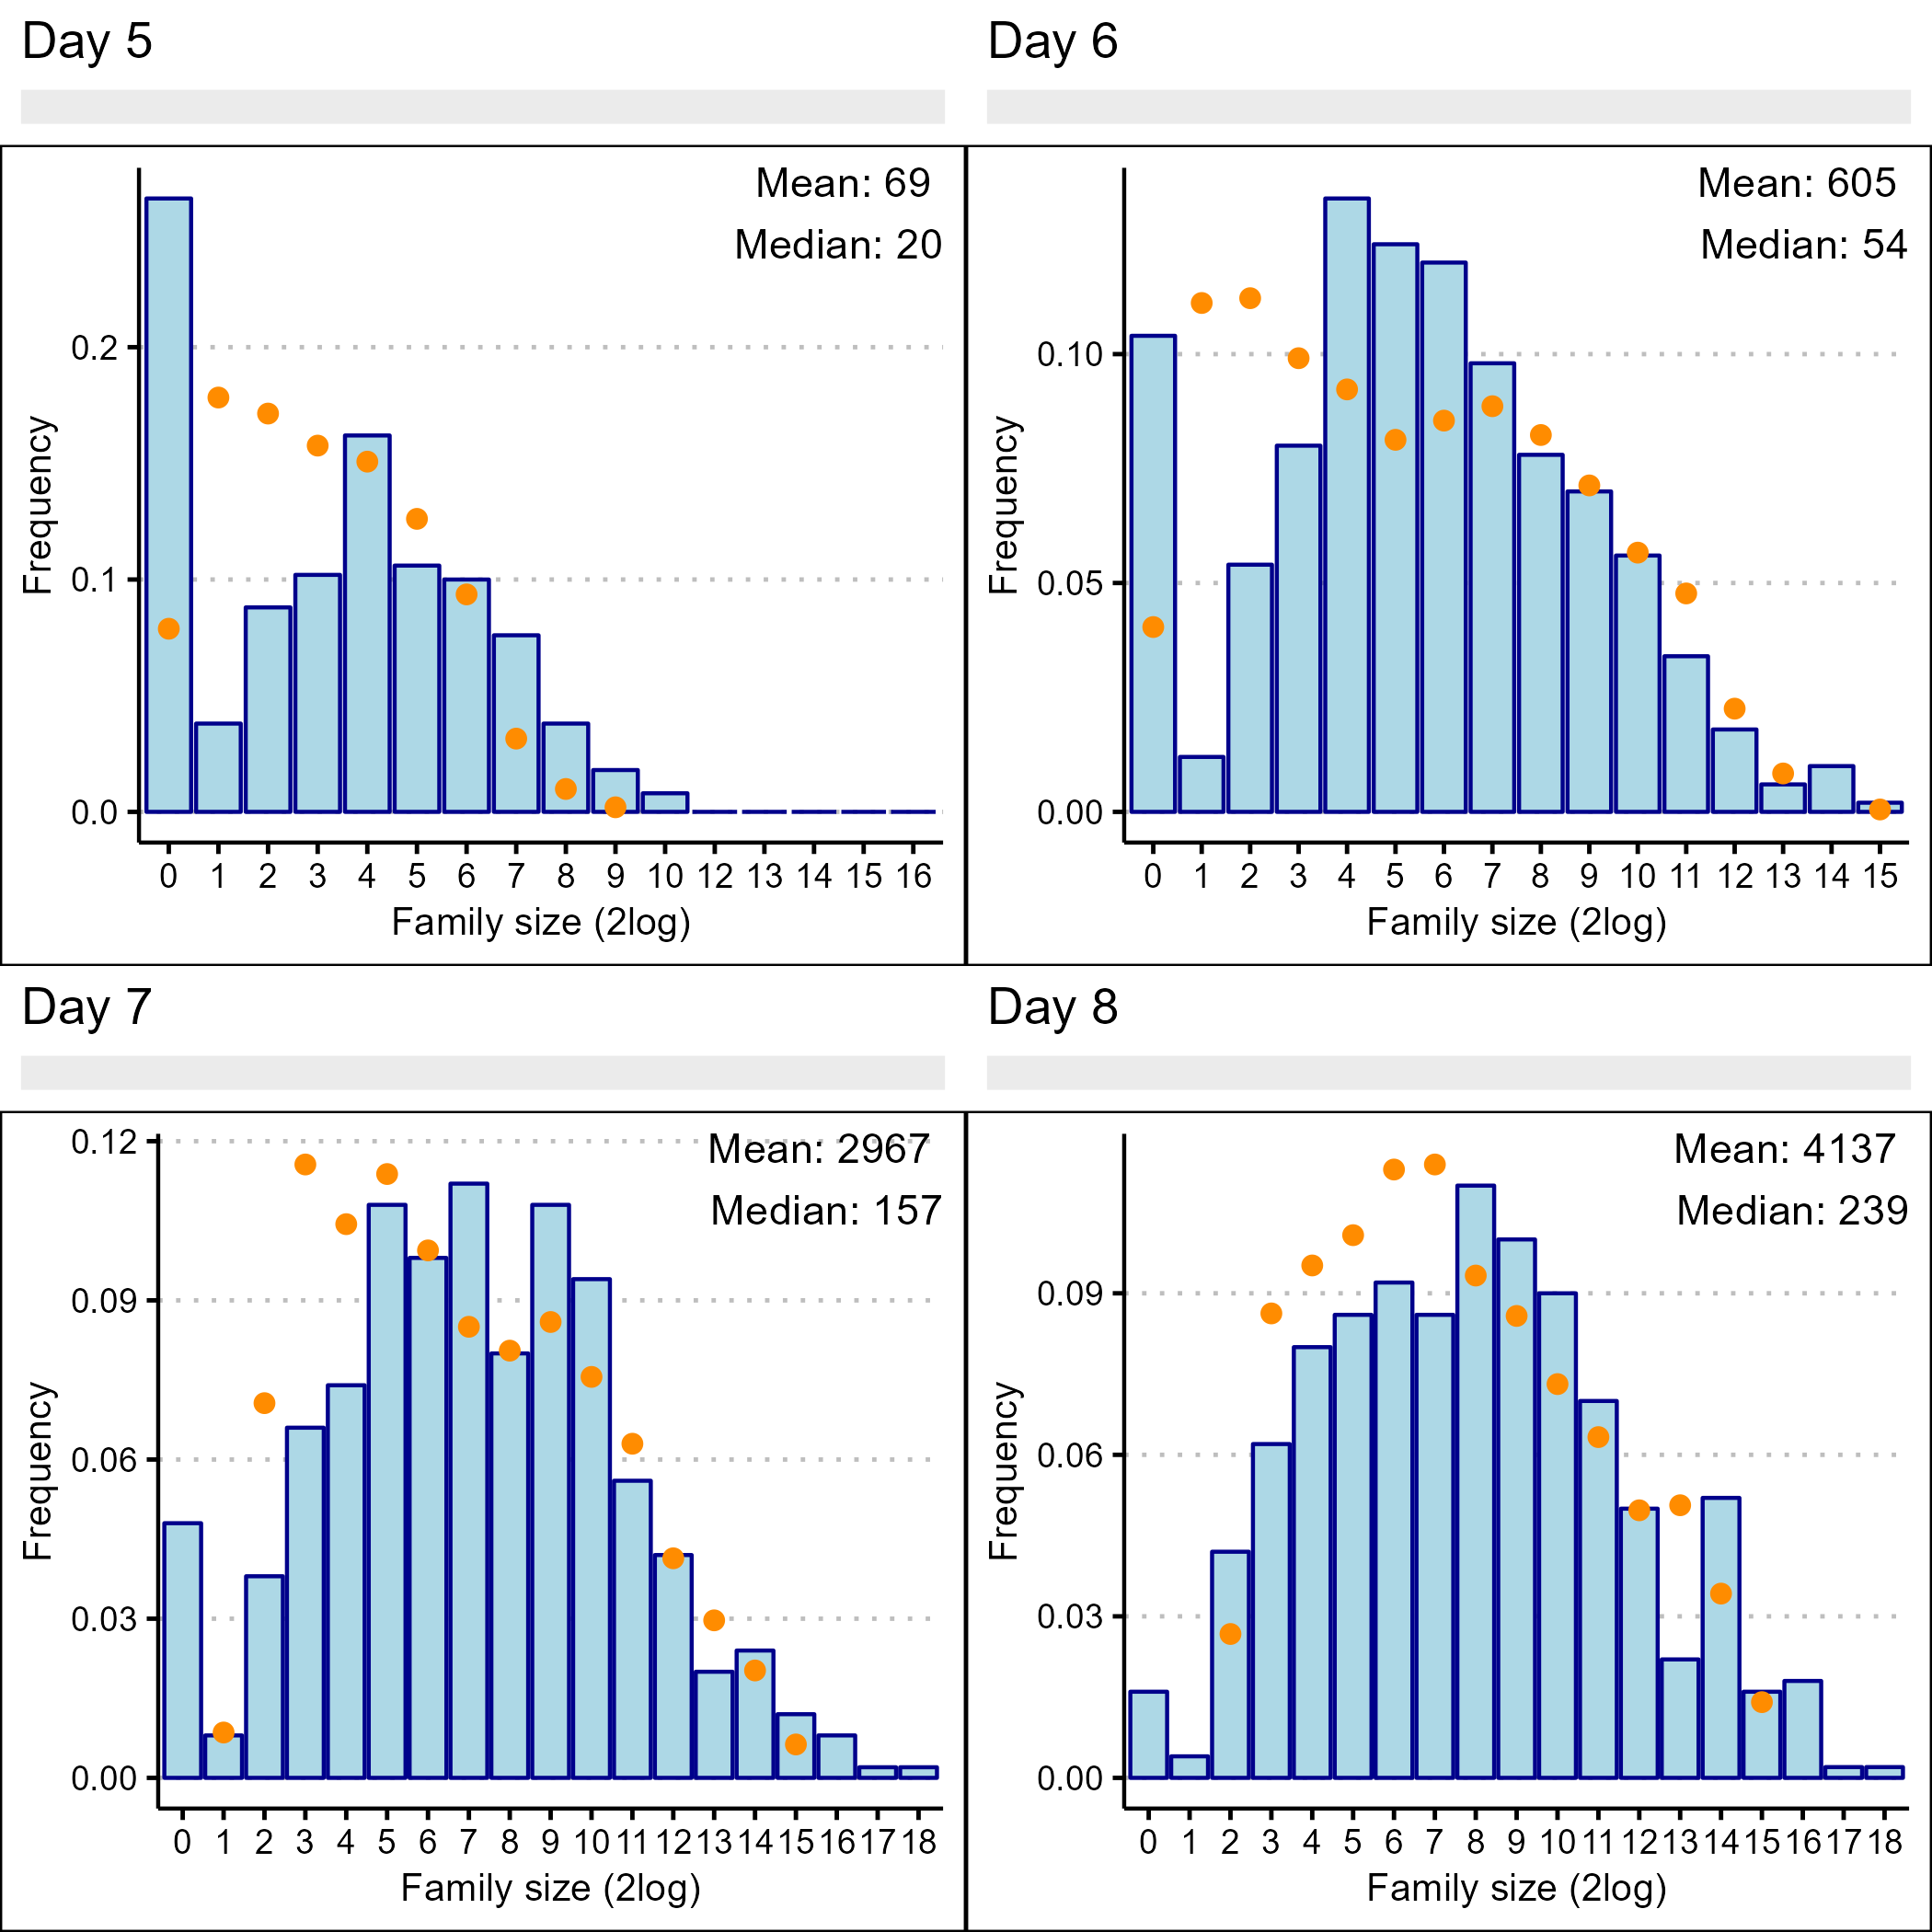 Day 5
Mean: 69
Median: 20
Frequency
0.2
0.1
0.0
0 1 2 3 4 5 6 7 8 9 10 12 13 14 15 16
Family size (2log)
Day 6
Mean: 605
Median: 54
Frequency
0.10
0.05
0.00
0 1 2 3 4 5 6 7 8 9 10 11 12 13 14 15
Family size (2log)
Day 7
Mean: 2967
Median: 157
Frequency
0.12
0.09
0.06
0.03
0.00
0 1 2 3 4 5 6 7 8 9 10 11 12 13 14 15 16 17 18
Family size (2log)
Day 8
Mean: 4137
Median: 239
Frequency
0.09
0.06
0.03
0.00
0 1 2 3 4 5 6 7 8 9 10 11 12 13 14 15 16 17 18
Family size (2log)